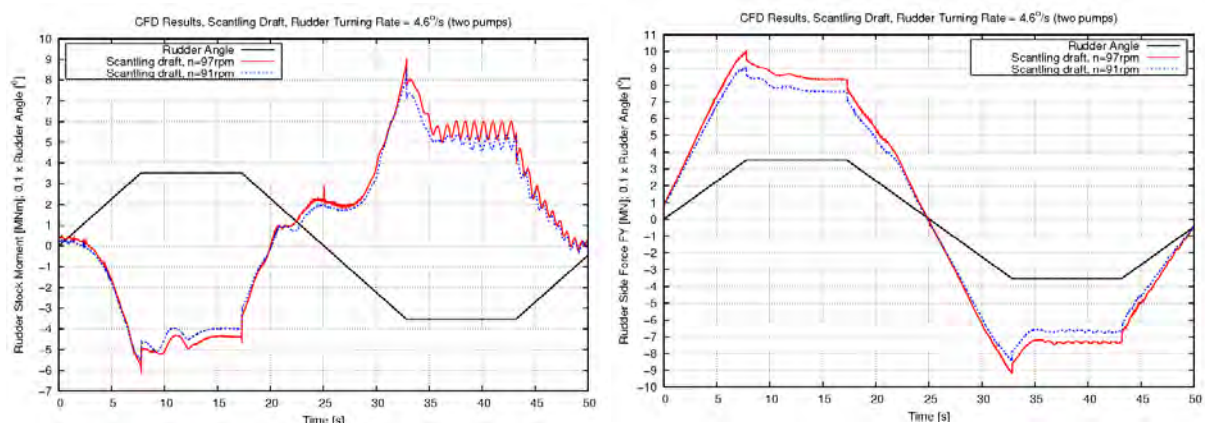 CFD Results, Scantling Draft, Rudder Turning Rate = 4.6°/s (two pumps)
Rudder Angle
Scantling draft, n=97rpm
Scantling draft, n=91rpm
Rudder Stock Moment [MNm]; 0.1 x Rudder Angle [°]
10
9
8
7
6
5
4
3
2
1
0
-1
-2
-3
-4
-5
-6
-7
0 5 10 15 20 25 30 35 40 45 50
Time [s]
CFD Results, Scantling Draft, Rudder Turning Rate = 4.6°/s (two pumps)
Rudder Angle
Scantling draft, n=97rpm
Scantling draft, n=91rpm
Rudder Side Force FY [MN]; 0.1 x Rudder Angle [°]
11
10
9
8
7
6
5
4
3
2
1
0
-1
-2
-3
-4
-5
-6
-7
-8
-9
-10
0 5 10 15 20 25 30 35 40 45 50
Time [s]